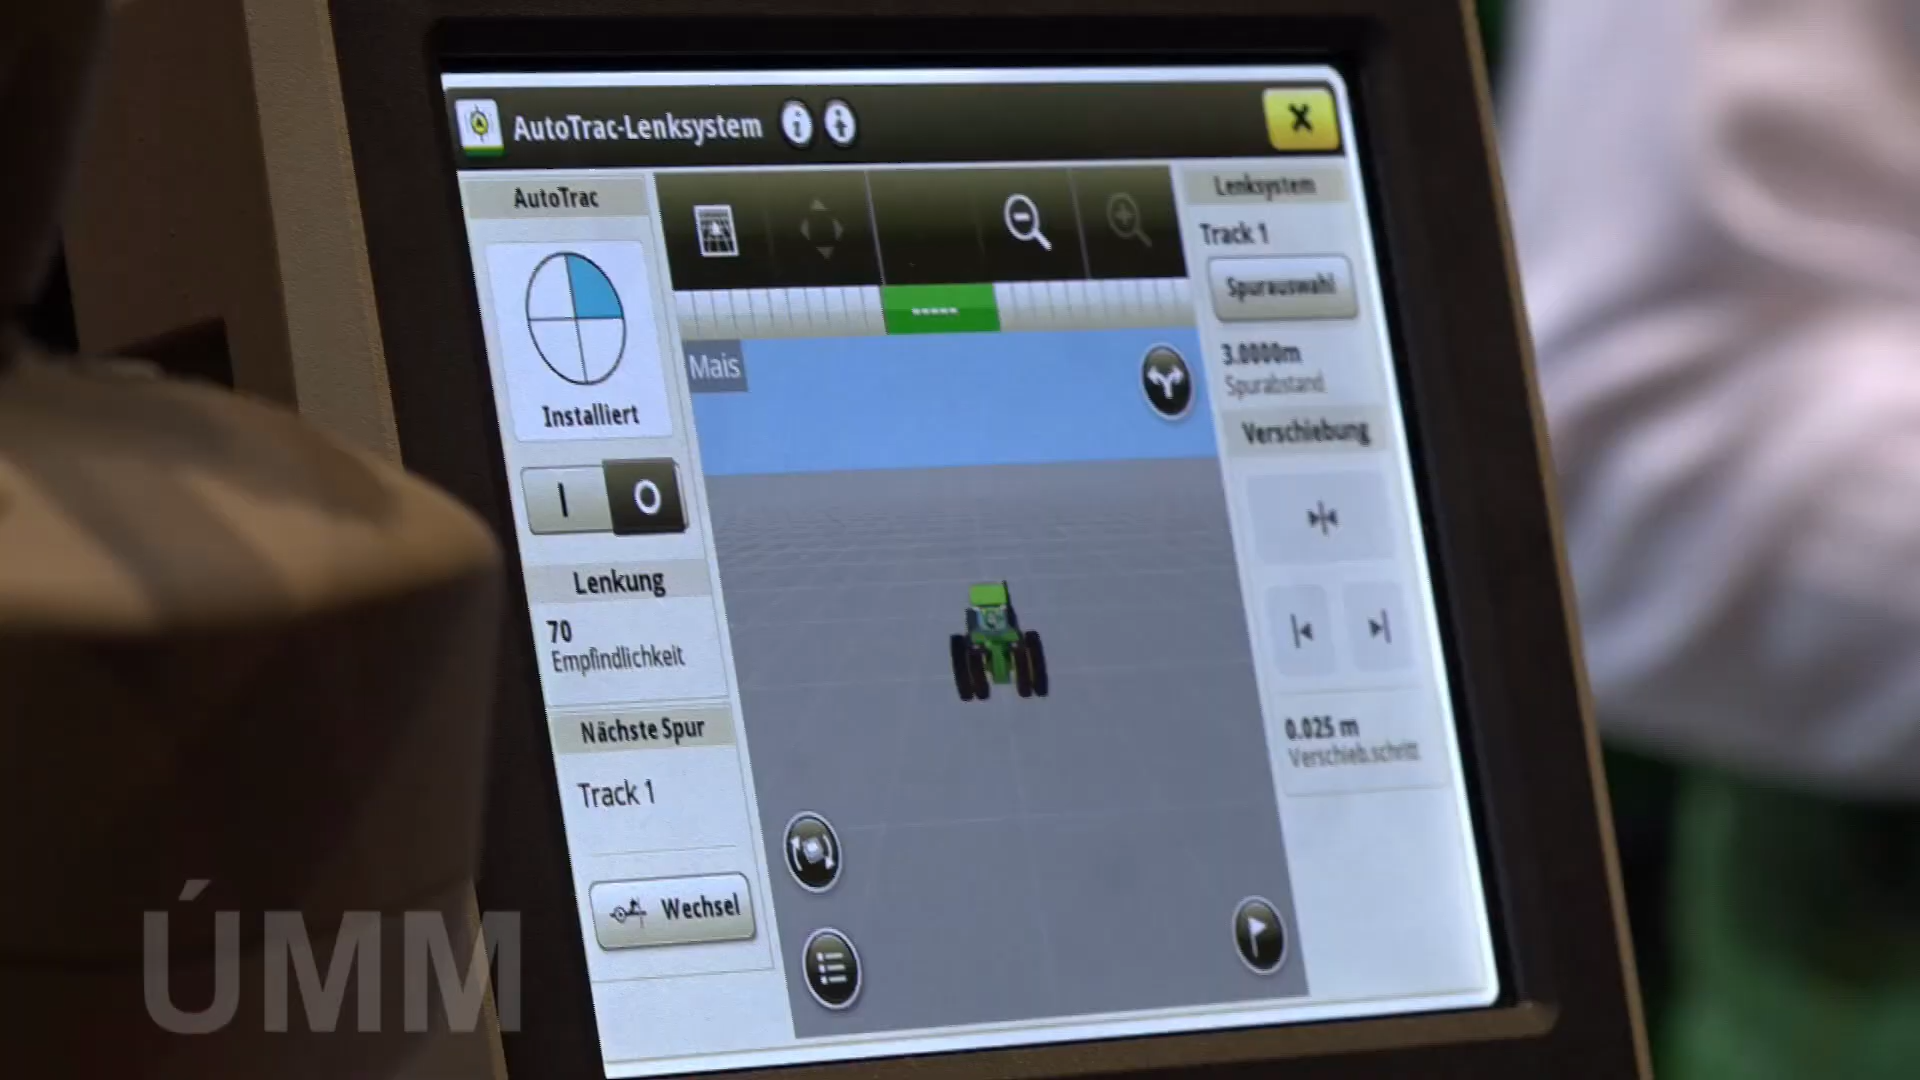 AutoTrac-Lenksystem
AutoTrac
Installiert
I O
Lenkung
70
Empfindlichkeit
Nächste Spur
Track 1
Wechsel
Mais
-----
Lenksystem
Track 1
Spurauswahl
3.0000m
Spurabstand
Verschiebung
0.025 m
Verschieb.schritt
ÚMM